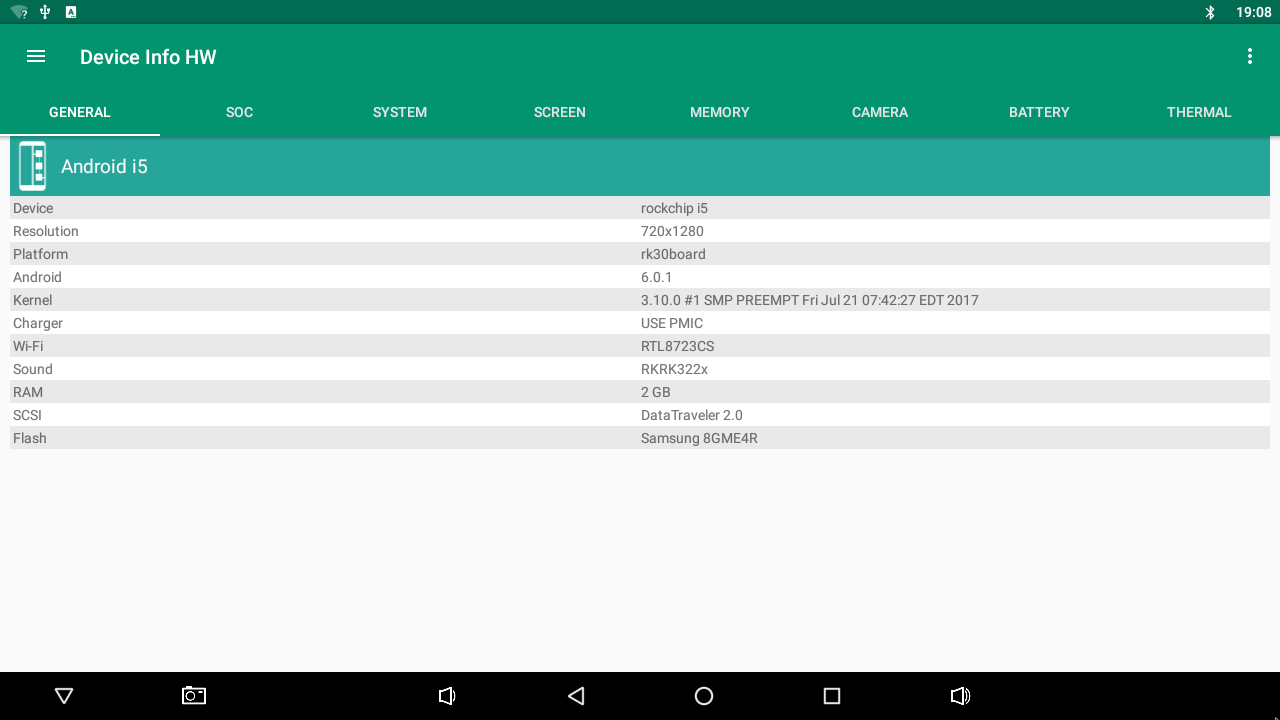 19:08
Device Info HW
GENERAL SOC SYSTEM SCREEN MEMORY CAMERA BATTERY THERMAL
Android i5
Device rockchip i5
Resolution 720x1280
Platform rk30board
Android 6.0.1
Kernel 3.10.0 #1 SMP PREEMPT Fri Jul 21 07:42:27 EDT 2017
Charger USE PMIC
Wi-Fi RTL8723CS
Sound RKRK322x
RAM 2 GB
SCSI DataTraveler 2.0
Flash Samsung 8GME4R